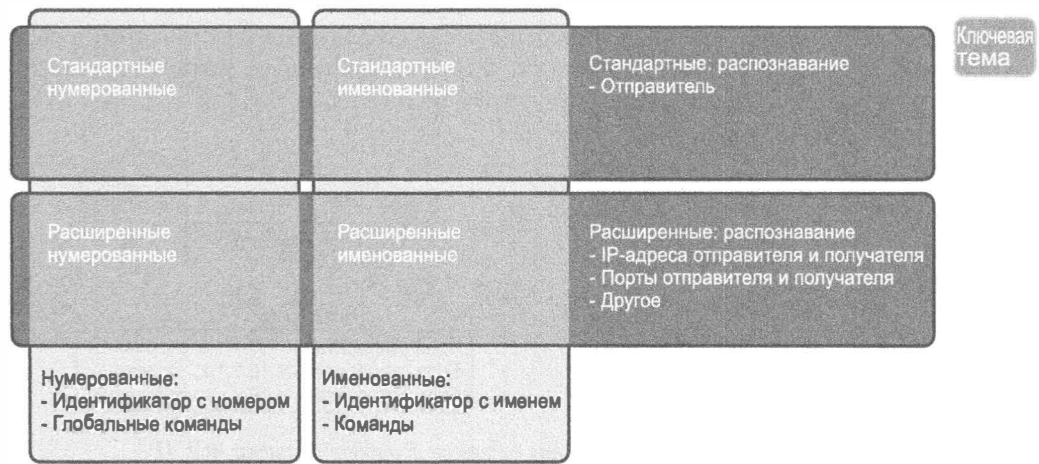 Стандартные
нумерованные
Стандартные
именованные
Стандартные: распознавание
- Отправитель
Ключевая
тема
Расширенные
нумерованные
Расширенные
именованные
Расширенные: распознавание
- IP-адреса отправителя и получателя
- Порты отправителя и получателя
- Другое
Нумерованные:
- Идентификатор с номером
- Глобальные команды
Именованные:
- Идентификатор с именем
- Команды